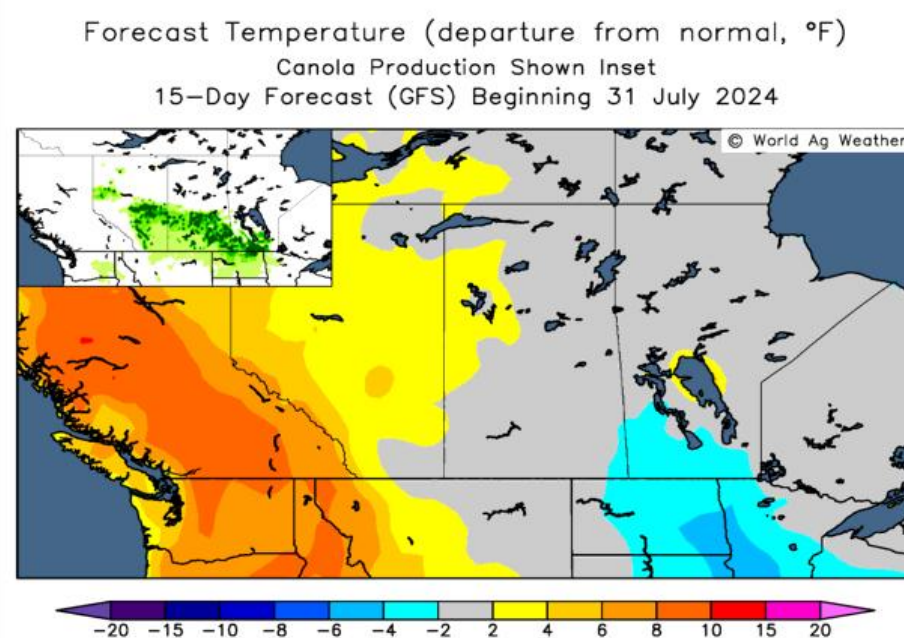 Forecast Temperature (departure from normal, °F)
Canola Production Shown Inset
15-Day Forecast (GFS) Beginning 31 July 2024
© World Ag Weather
-20 -15 -10 -8 -6 -4 -2 2 4 6 8 10 15 20